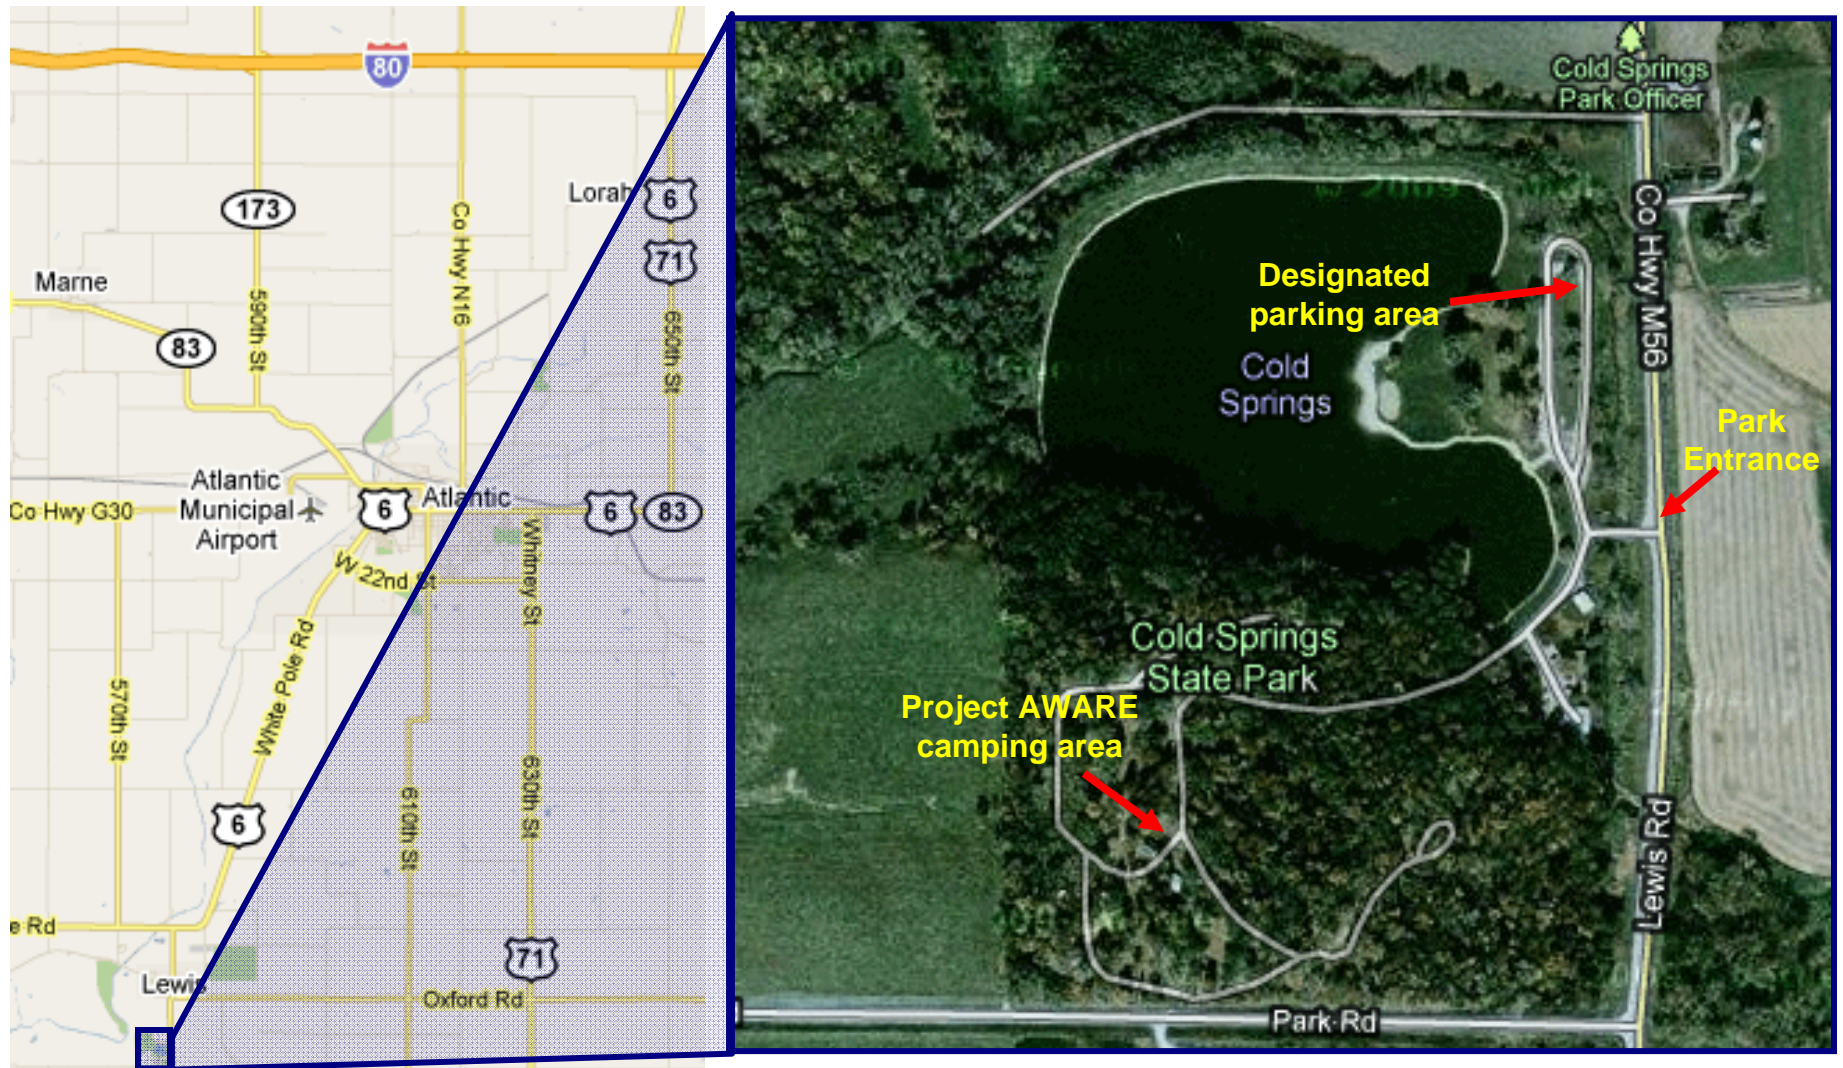 80
173
Lorah
6
71
Marne
590th St
Co Hwy N16
83
650th St
Atlantic
Municipal
Airport
Co Hwy G30
6
Atlantic
6
83
W 22nd St
Whitney St
White Pole Rd
570th St
610th St
630th St
6
e Rd
71
Lewis
Oxford Rd
Cold Springs
Park Officer
Co Hwy M56
Designated
parking area
Cold
Springs
Park
Entrance
Cold Springs
State Park
Project AWARE
camping area
Lewis Rd
Park Rd